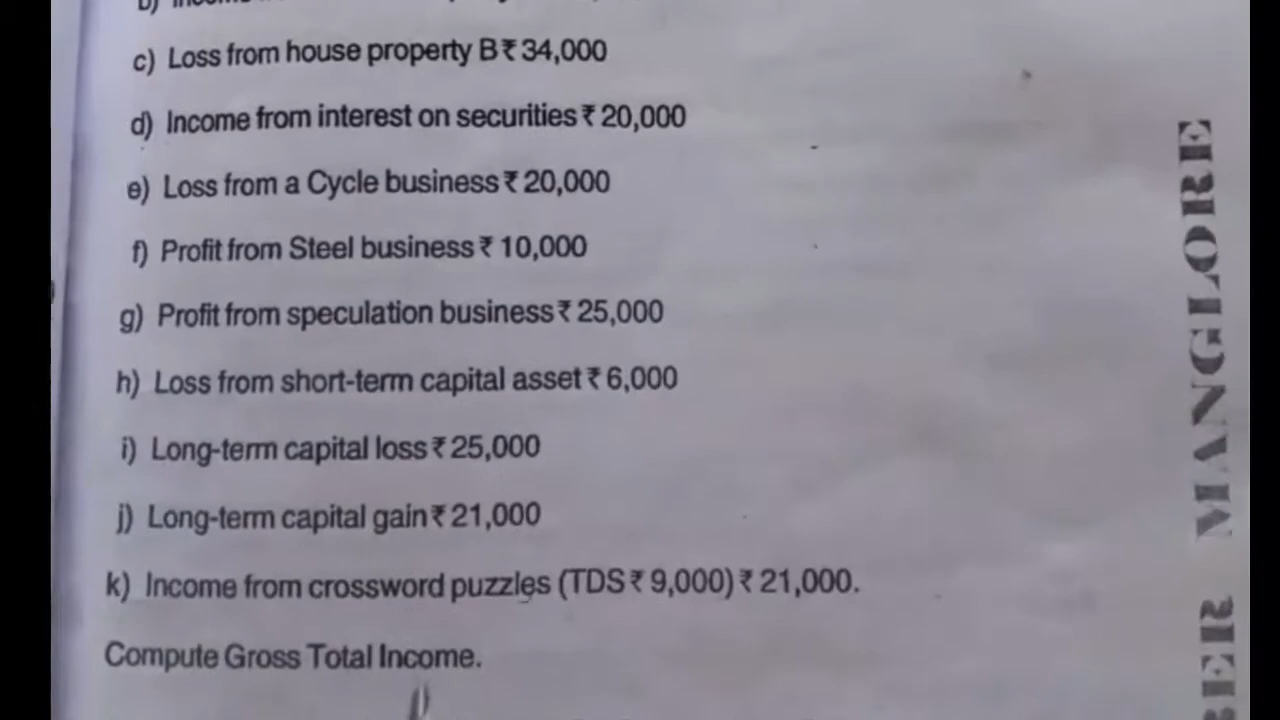 c) Loss from house property B ₹ 34,000
d) Income from interest on securities ₹ 20,000
e) Loss from a Cycle business ₹ 20,000
f) Profit from Steel business ₹ 10,000
g) Profit from speculation business ₹ 25,000
h) Loss from short-term capital asset ₹ 6,000
i) Long-term capital loss ₹ 25,000
j) Long-term capital gain ₹ 21,000
k) Income from crossword puzzles (TDS ₹ 9,000) ₹ 21,000.
Compute Gross Total Income.
BER MANGLORE